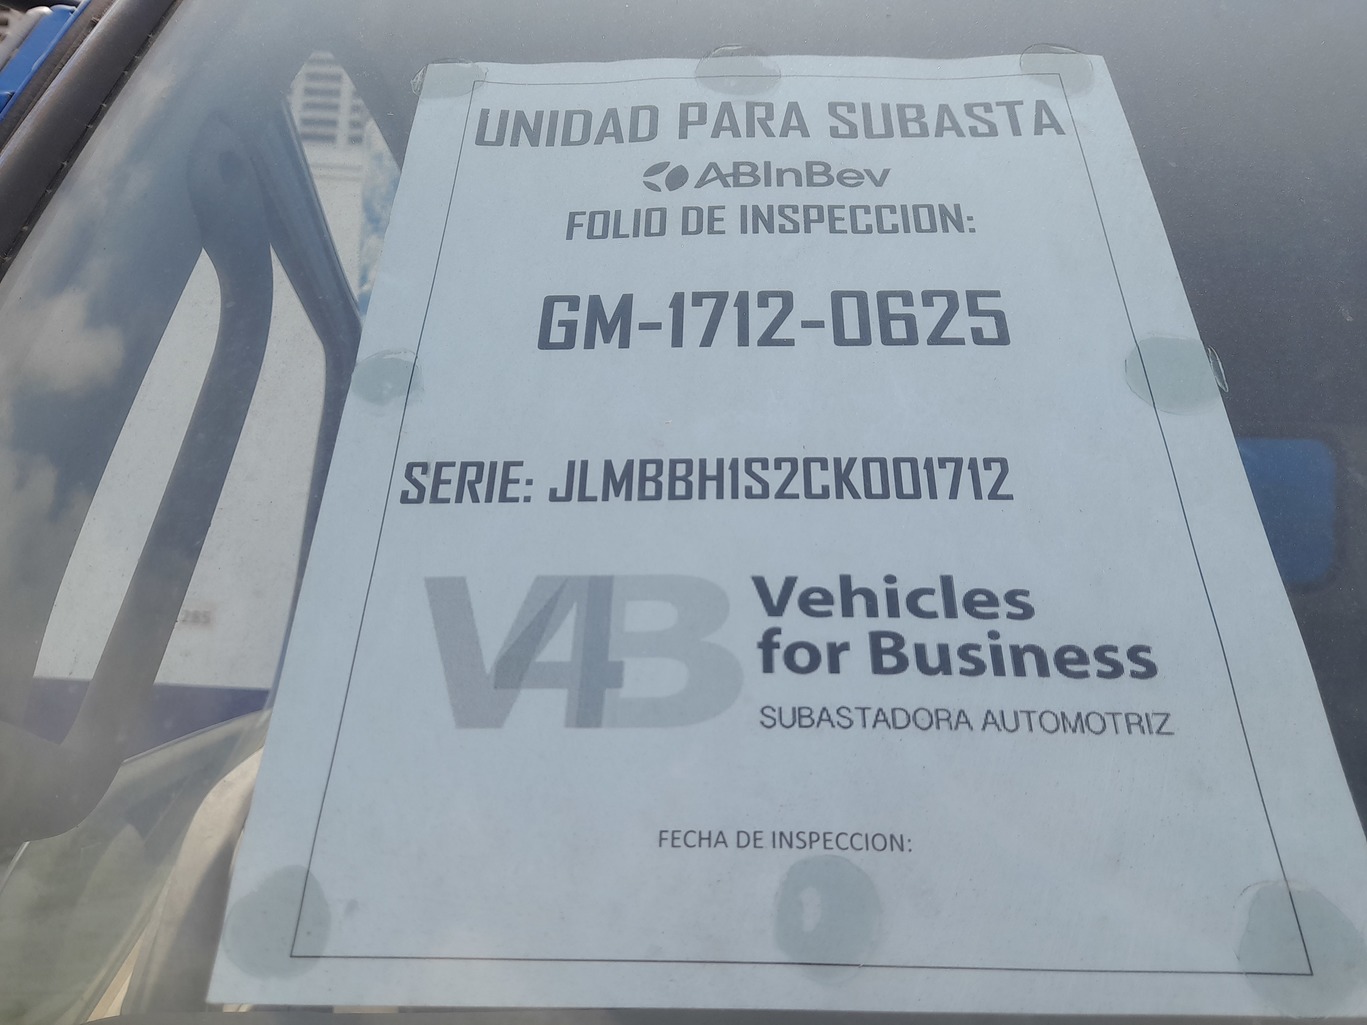 UNIDAD PARA SUBASTA
ABInBev
FOLIO DE INSPECCION:
GM-1712-0625
SERIE: JLMBBH1S2CK001712
V4B
Vehicles
for Business
SUBASTADORA AUTOMOTRIZ
FECHA DE INSPECCION: